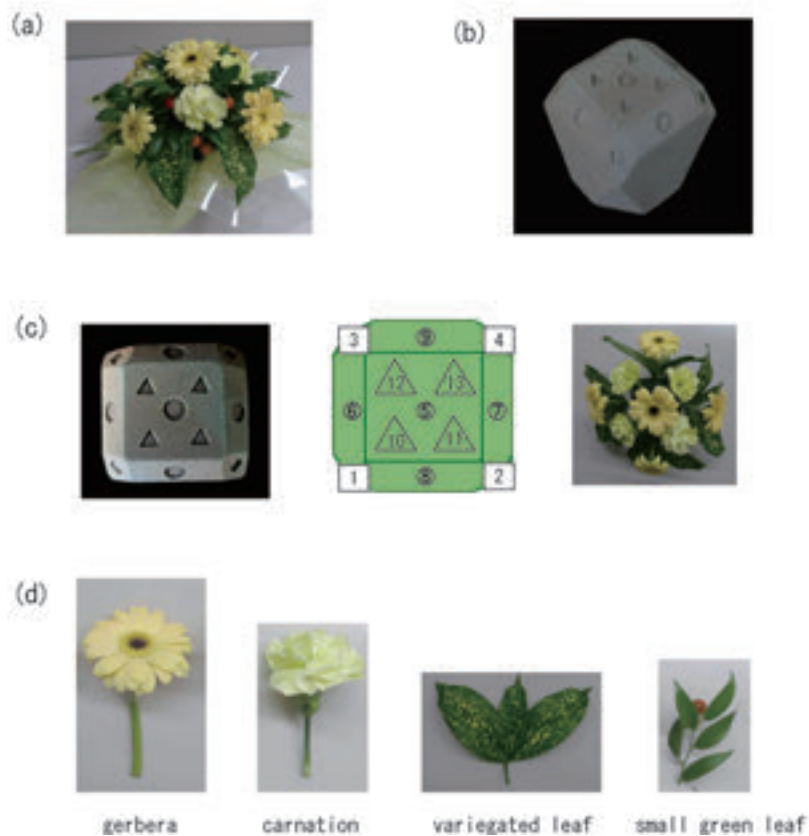 (a)
(b)
(c)
3 ⑨ 4
12 13
⑥ ⑤ ⑦
10 11
1 ⑧ 2
(d)
gerbera carnation variegated leaf small green leaf